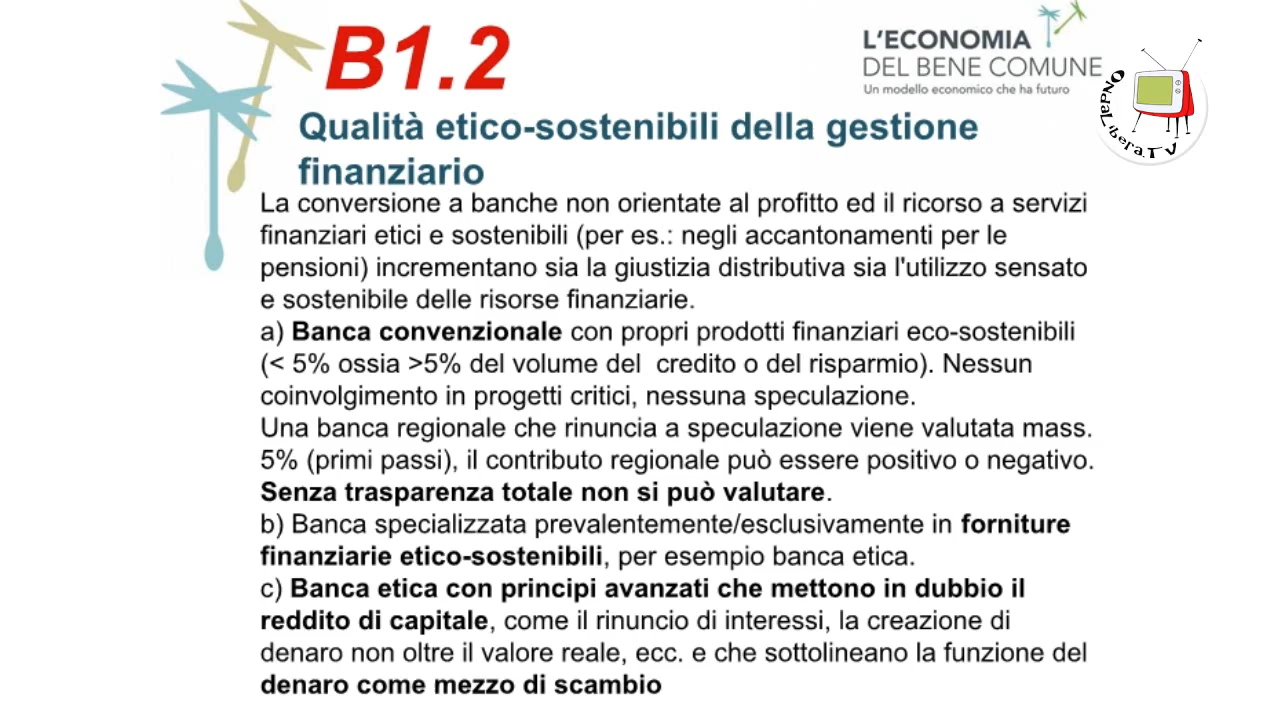 B1.2
L'ECONOMIA
DEL BENE COMUNE
Un modello economico che ha futuro
OndaLibera.TV
Qualità etico-sostenibili della gestione
finanziario
La conversione a banche non orientate al profitto ed il ricorso a servizi
finanziari etici e sostenibili (per es.: negli accantonamenti per le
pensioni) incrementano sia la giustizia distributiva sia l'utilizzo sensato
e sostenibile delle risorse finanziarie.
a) Banca convenzionale con propri prodotti finanziari eco-sostenibili
(< 5% ossia >5% del volume del  credito o del risparmio). Nessun
coinvolgimento in progetti critici, nessuna speculazione.
Una banca regionale che rinuncia a speculazione viene valutata mass.
5% (primi passi), il contributo regionale può essere positivo o negativo.
Senza trasparenza totale non si può valutare.
b) Banca specializzata prevalentemente/esclusivamente in forniture
finanziarie etico-sostenibili, per esempio banca etica.
c) Banca etica con principi avanzati che mettono in dubbio il
reddito di capitale, come il rinuncio di interessi, la creazione di
denaro non oltre il valore reale, ecc. e che sottolineano la funzione del
denaro come mezzo di scambio